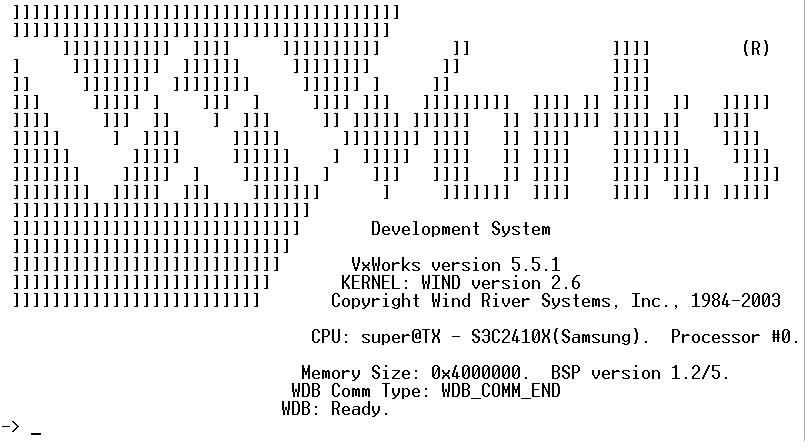 VxWorks (R)
Development System
VxWorks version 5.5.1
KERNEL: WIND version 2.6
Copyright Wind River Systems, Inc., 1984-2003
CPU: super@TX - S3C2410X(Samsung).  Processor #0.
Memory Size: 0x4000000.  BSP version 1.2/5.
WDB Comm Type: WDB_COMM_END
WDB: Ready.
-> _